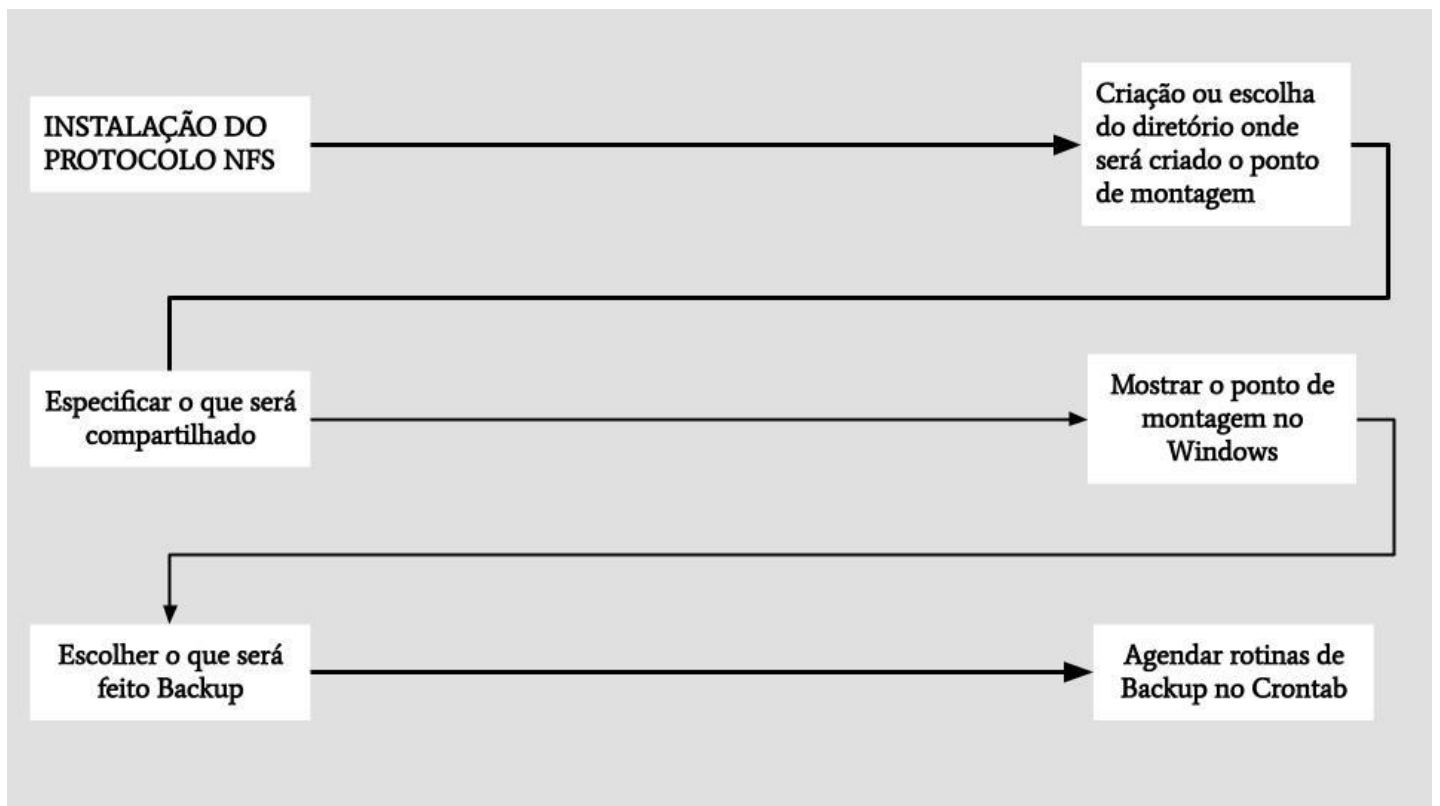 INSTALAÇÃO DO
PROTOCOLO NFS
Criação ou escolha
do diretório onde
será criado o ponto
de montagem
Especificar o que será
compartilhado
Mostrar o ponto de
montagem no
Windows
Escolher o que será
feito Backup
Agendar rotinas de
Backup no Crontab